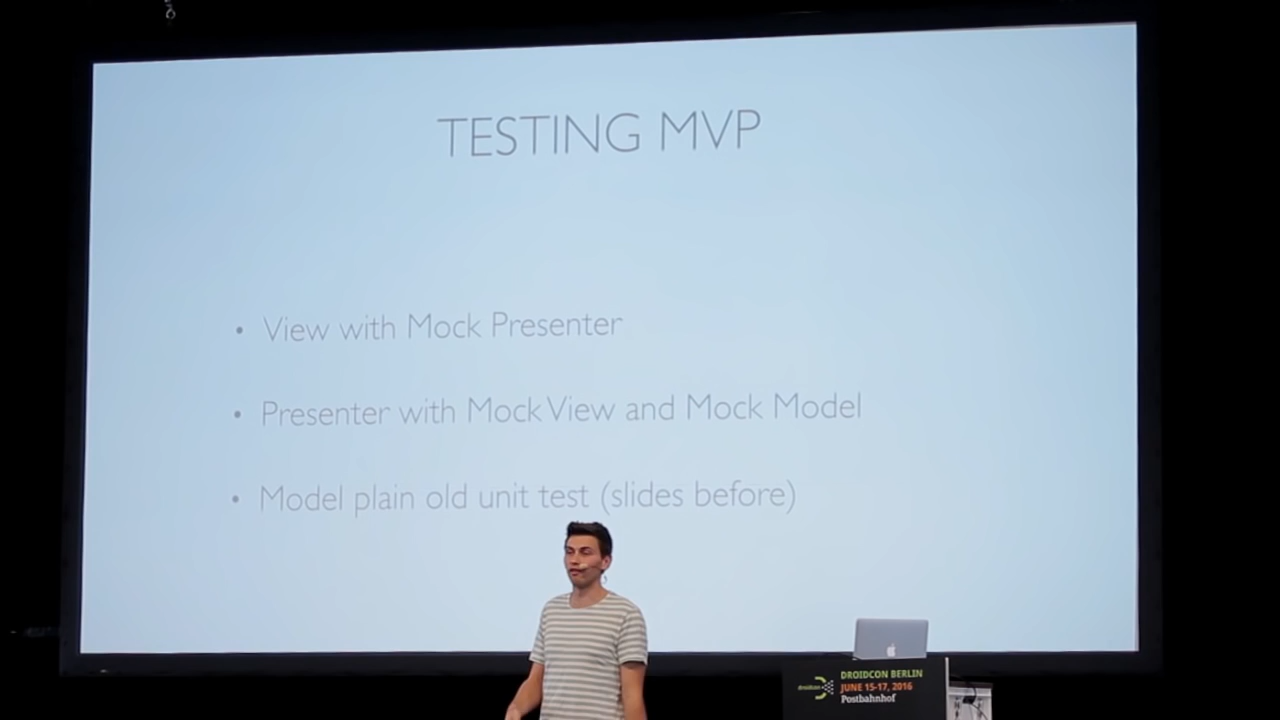 TESTING MVP
• View with Mock Presenter
• Presenter with Mock View and Mock Model
• Model plain old unit test (slides before)
droidcon
DROIDCON BERLIN
JUNE 15-17, 2016
Postbahnhof